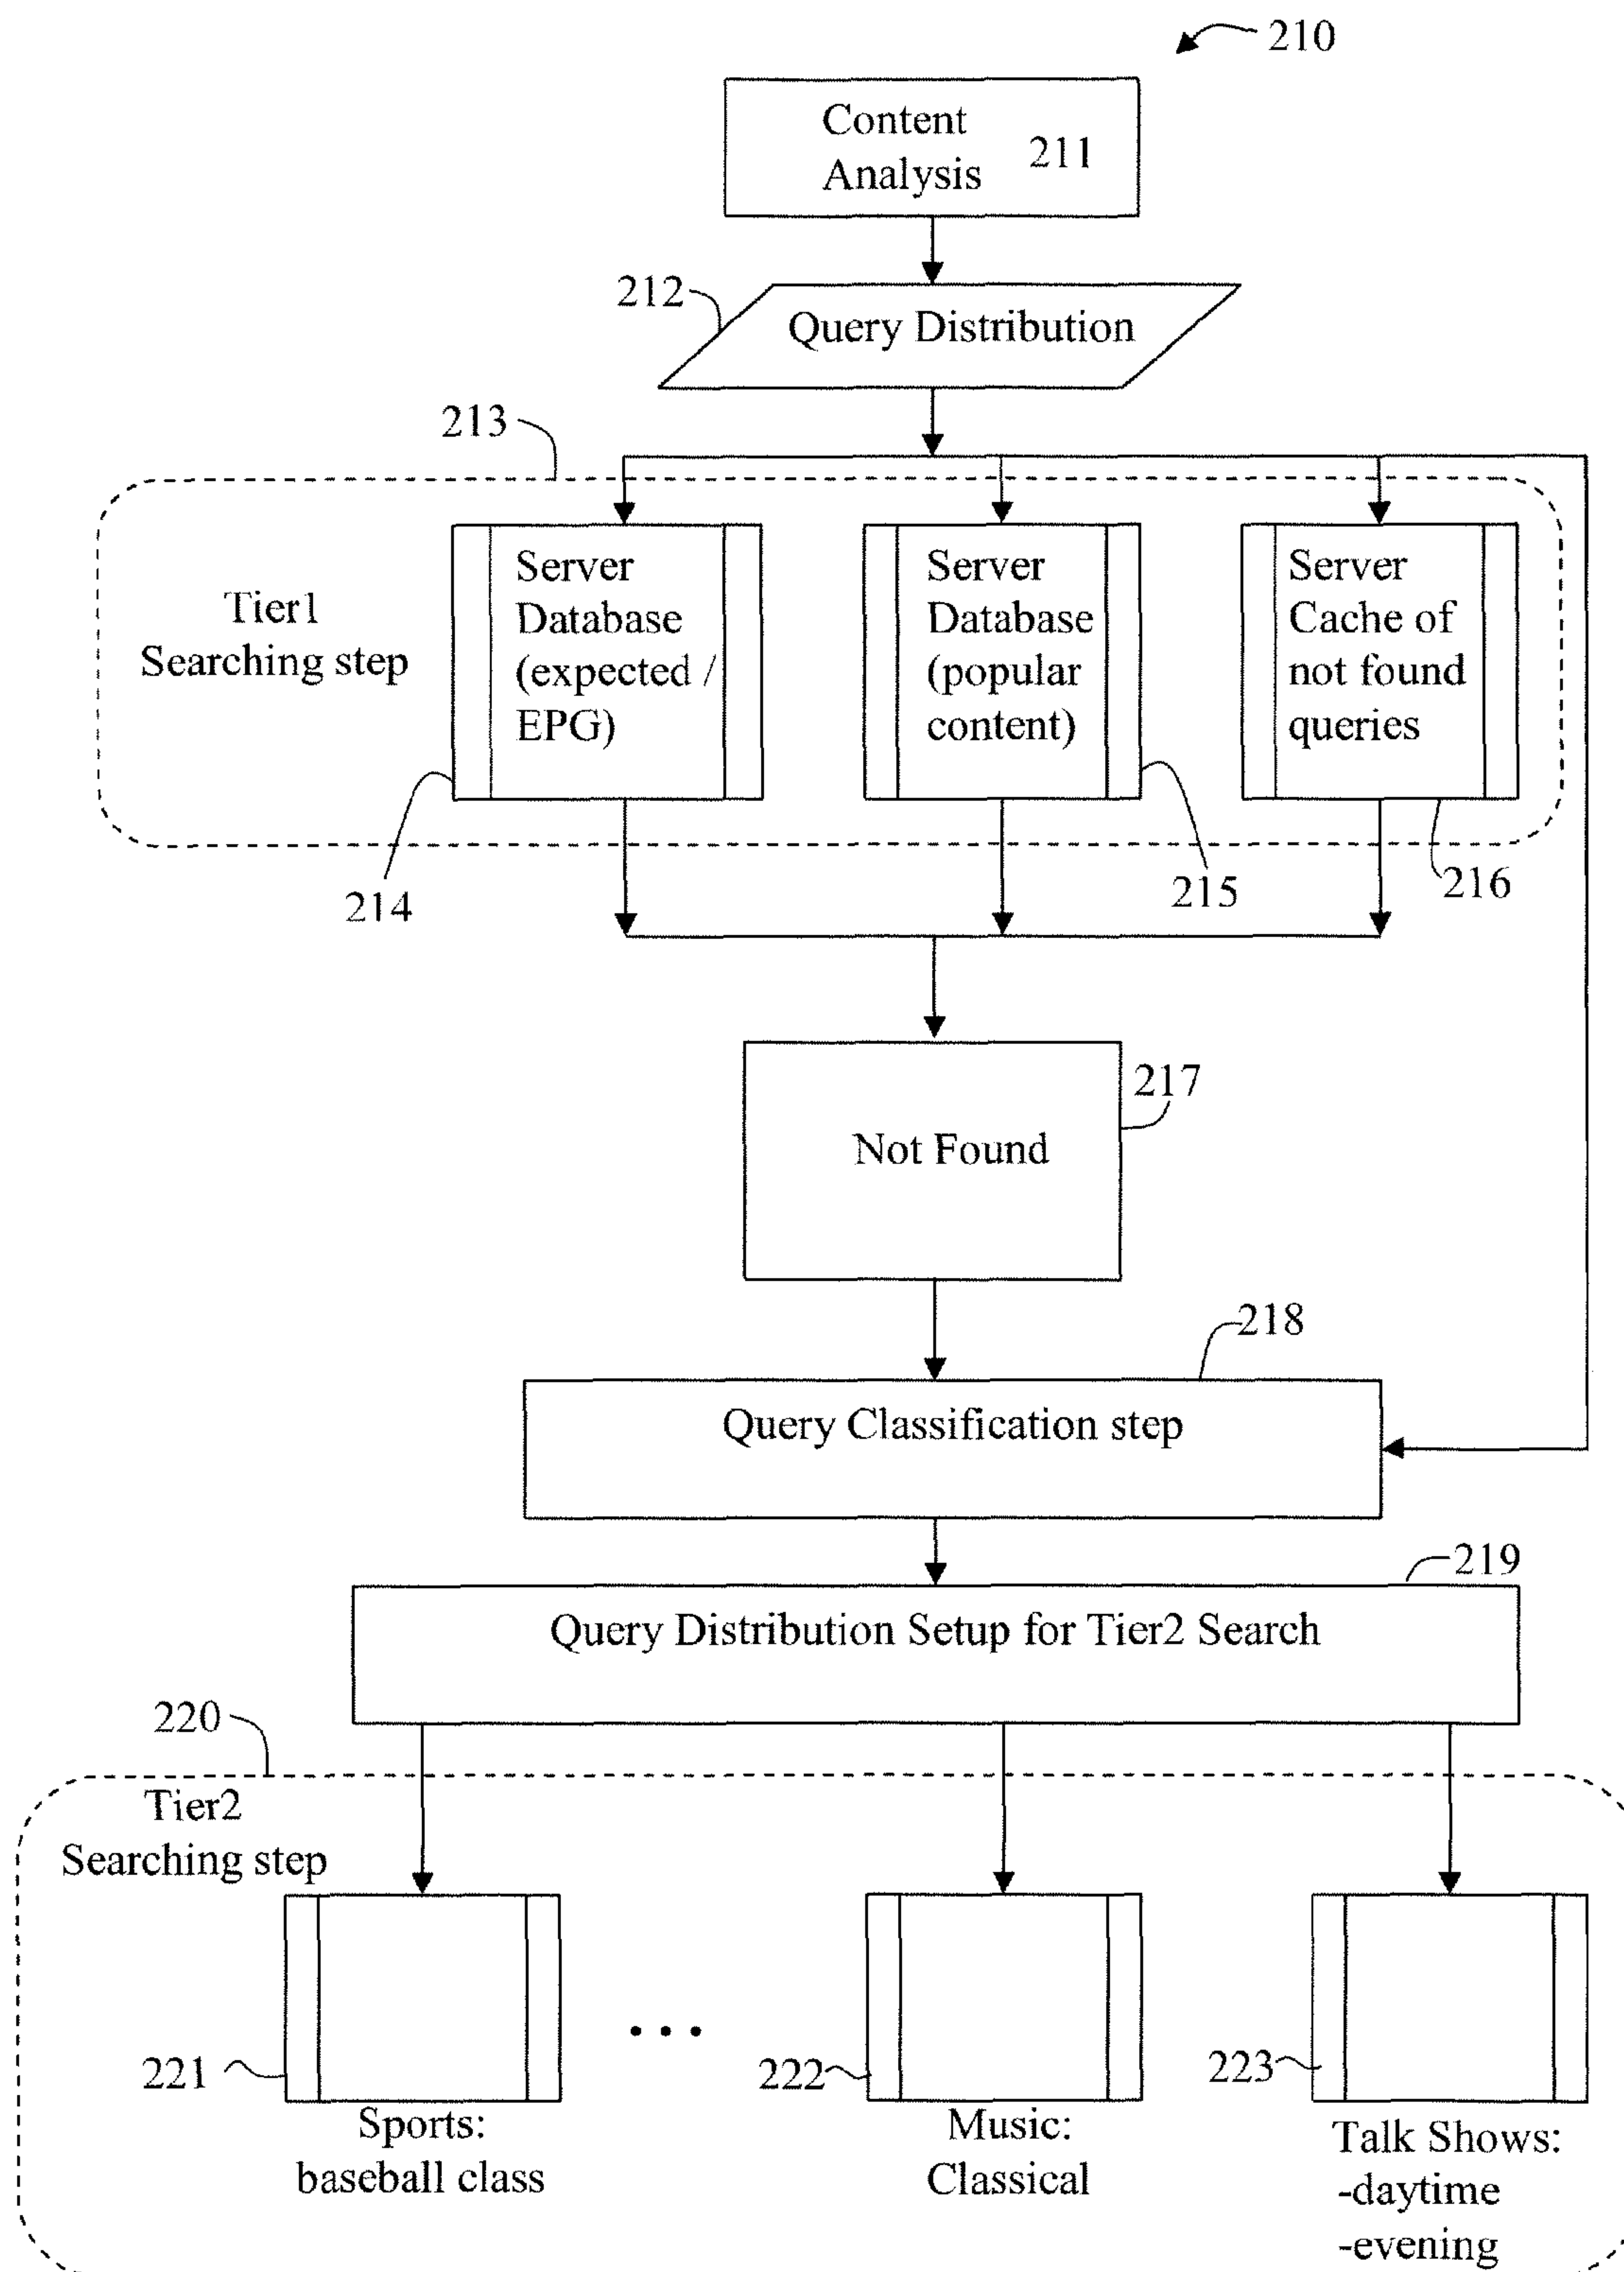 210
Content
Analysis
211
212
Query Distribution
213
Tier1
Searching step
Server
Database
(expected /
EPG)
Server
Database
(popular
content)
Server
Cache of
not found
queries
214
215
216
217
Not Found
218
Query Classification step
219
Query Distribution Setup for Tier2 Search
220
Tier2
Searching step
...
221
222
223
Sports:
baseball class
Music:
Classical
Talk Shows:
-daytime
-evening